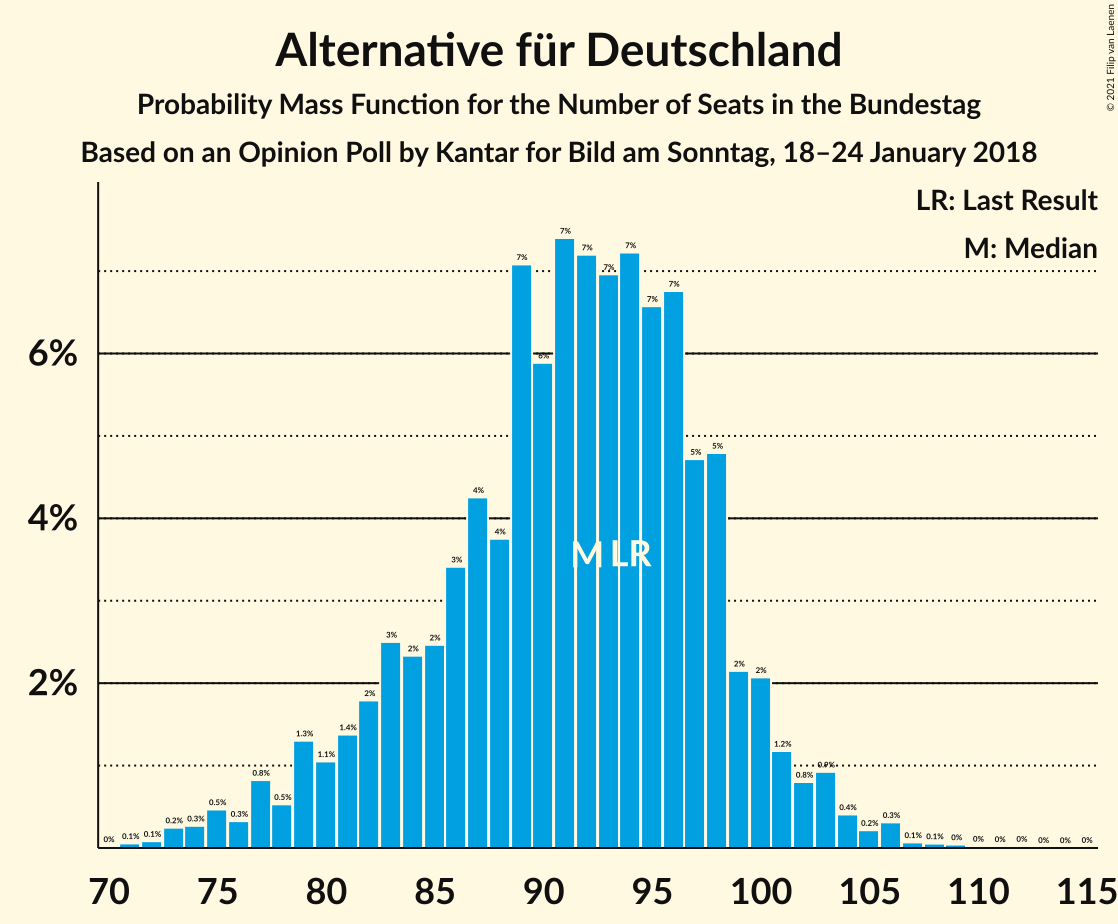 Alternative für Deutschland
Probability Mass Function for the Number of Seats in the Bundestag
Based on an Opinion Poll by Kantar for Bild am Sonntag, 18–24 January 2018
© 2021 Filip van Laenen
LR: Last Result
M: Median
6%
4%
2%
0% 0.1% 0.1% 0.2% 0.3% 0.5% 0.3% 0.8% 0.5% 1.3% 1.1% 1.4% 2% 3% 2% 2% 3% 4% 4% 7% 6% 7% 7% 7% 7% 7% 7% 5% 5% 2% 2% 1.2% 0.8% 0.9% 0.4% 0.2% 0.3% 0.1% 0.1% 0% 0% 0% 0% 0% 0% 0%
M LR
70 75 80 85 90 95 100 105 110 115